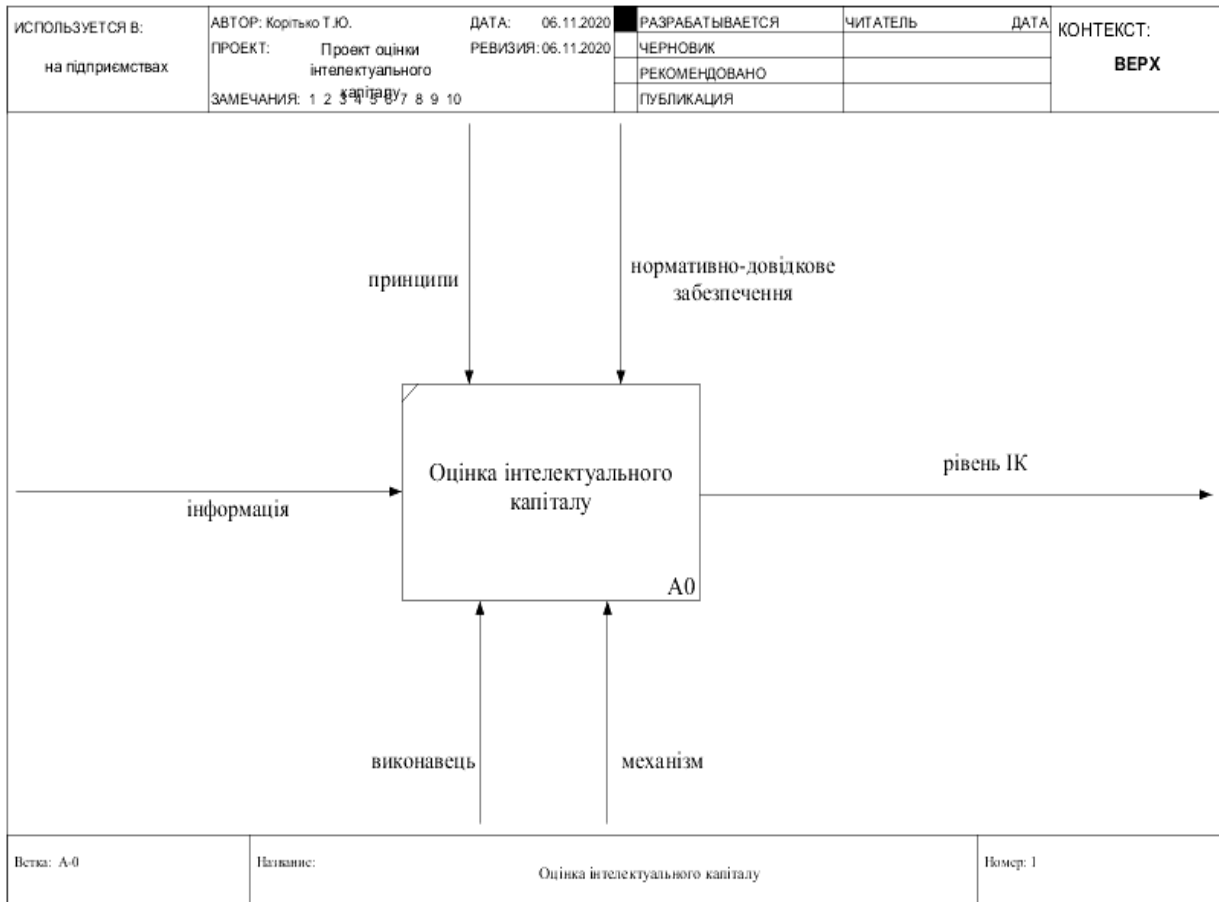 ИСПОЛЬЗУЕТСЯ В:
на підприємствах
АВТОР: Корітько Т.Ю.
ДАТА: 06.11.2020
ПРОЕКТ: Проект оцінки
інтелектуального
капіталу
РЕВИЗИЯ: 06.11.2020
ЗАМЕЧАНИЯ: 1 2 3 4 5 6 7 8 9 10
РАЗРАБАТЫВАЕТСЯ
ЧЕРНОВИК
РЕКОМЕНДОВАНО
ПУБЛИКАЦИЯ
ЧИТАТЕЛЬ ДАТА
КОНТЕКСТ:
ВЕРХ
принципи
нормативно-довідкове
забезпечення
Оцінка інтелектуального
капіталу
А0
інформація
рівень ІК
виконавець
механізм
Ветка: А-0
Название:
Оцінка інтелектуального капіталу
Номер: 1